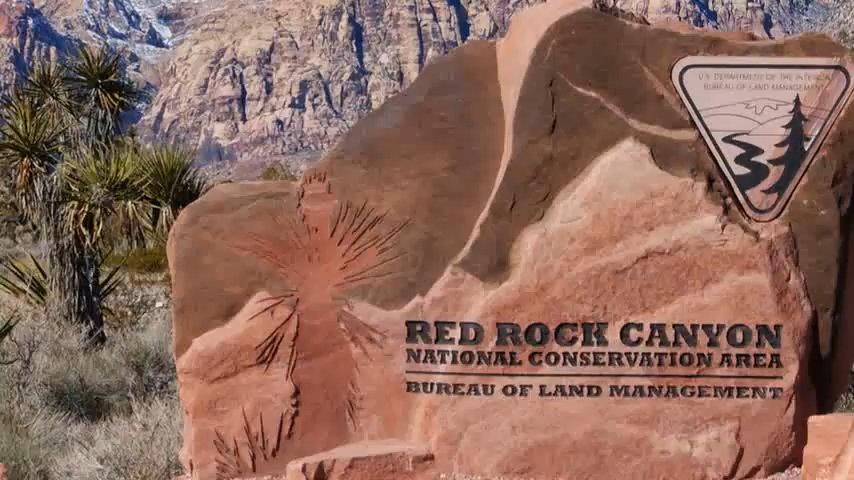 U.S. DEPARTMENT OF THE INTERIOR
BUREAU OF LAND MANAGEMENT
RED ROCK CANYON
NATIONAL CONSERVATION AREA
BUREAU OF LAND MANAGEMENT